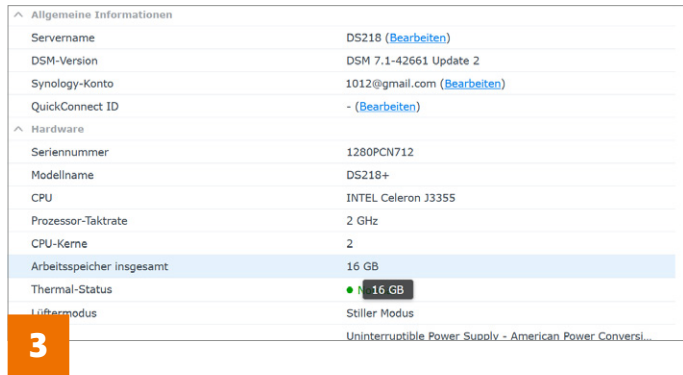 Allgemeine Informationen
Servername DS218 (Bearbeiten)
DSM-Version DSM 7.1-42661 Update 2
Synology-Konto 1012@gmail.com (Bearbeiten)
QuickConnect ID - (Bearbeiten)
Hardware
Seriennummer 1280PCN712
Modellname DS218+
CPU INTEL Celeron J3355
Prozessor-Taktrate 2 GHz
CPU-Kerne 2
Arbeitsspeicher insgesamt 16 GB
Thermal-Status 16 GB
Lüftermodus Stiller Modus
Uninterruptible Power Supply - American Power Conversi...
3